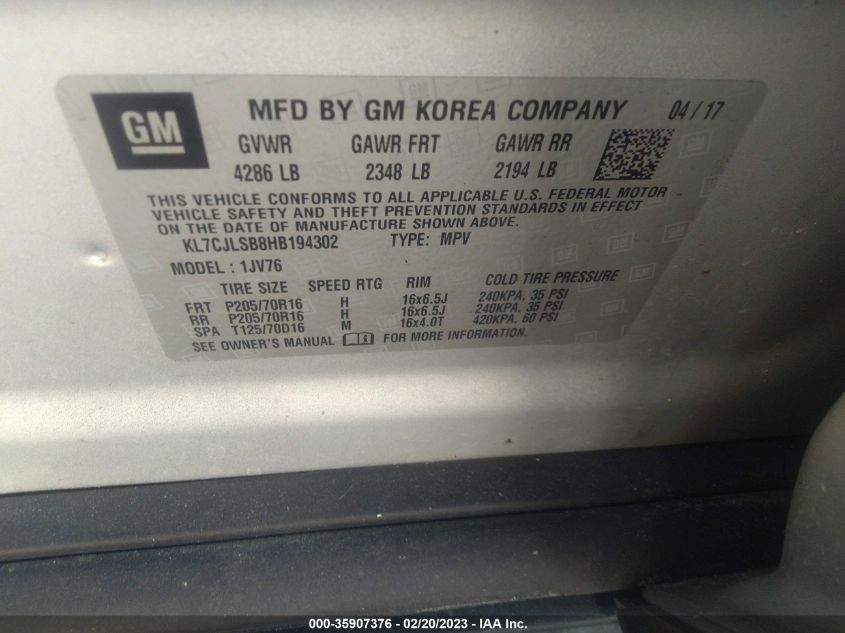 GM
MFD BY GM KOREA COMPANY 04 / 17
GVWR GAWR FRT GAWR RR
4286 LB 2348 LB 2194 LB
THIS VEHICLE CONFORMS TO ALL APPLICABLE U.S. FEDERAL MOTOR
VEHICLE SAFETY AND THEFT PREVENTION STANDARDS IN EFFECT
ON THE DATE OF MANUFACTURE SHOWN ABOVE.
KL7CJLSB8HB194302 TYPE: MPV
MODEL : 1JV76
TIRE SIZE SPEED RTG RIM COLD TIRE PRESSURE
FRT P205/70R16 H 16x6.5J 240KPA, 35 PSI
RR P205/70R16 H 16x6.5J 240KPA, 35 PSI
SPA T125/70D16 M 16x4.0T 420KPA, 60 PSI
SEE OWNER'S MANUAL FOR MORE INFORMATION.
000-35907376 - 02/20/2023 - IAA Inc.